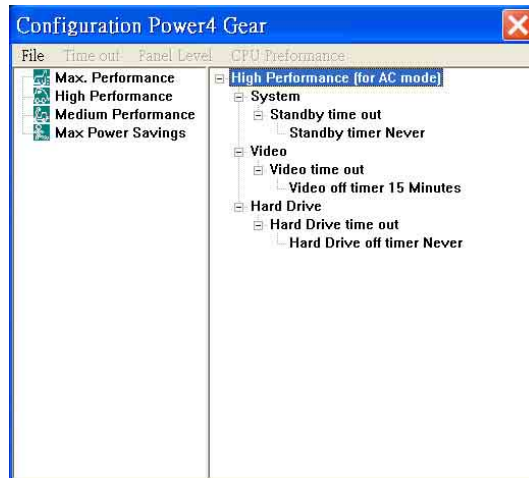 Configuration Power4 Gear
File Time out Panel Level CPU Preformance
Max. Performance
High Performance
Medium Performance
Max Power Savings
High Performance (for AC mode)
System
Standby time out
Standby timer Never
Video
Video time out
Video off timer 15 Minutes
Hard Drive
Hard Drive time out
Hard Drive off timer Never